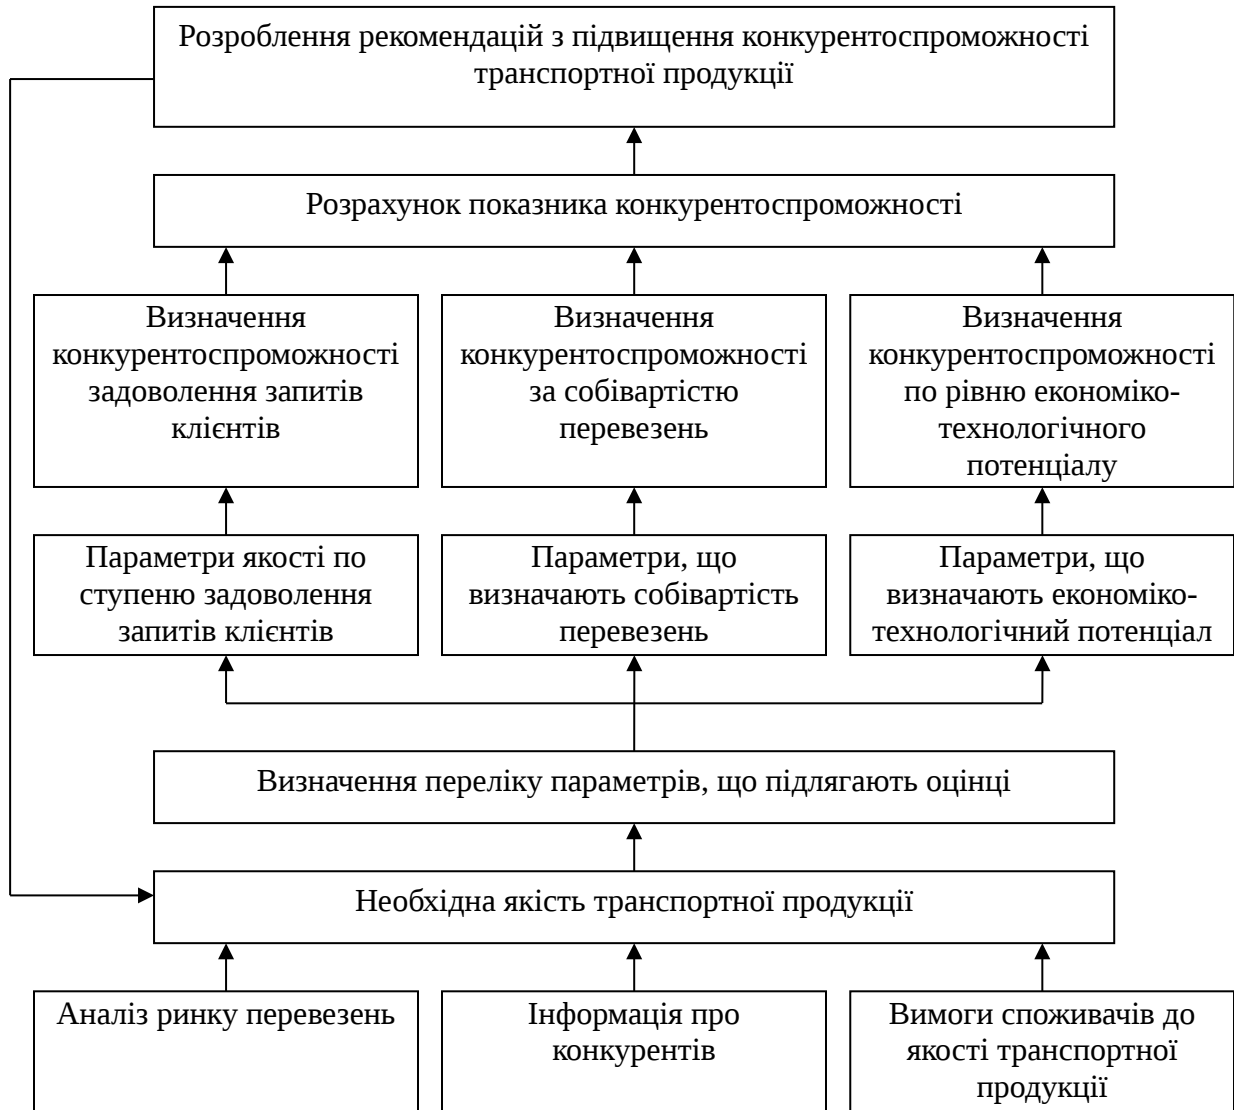 Розроблення рекомендацій з підвищення конкурентоспроможності
транспортної продукції
Розрахунок показника конкурентоспроможності
Визначення
конкурентоспроможності
задоволення запитів
клієнтів
Визначення
конкурентоспроможності
за собівартістю
перевезень
Визначення
конкурентоспроможності
по рівню економіко-
технологічного
потенціалу
Параметри якості по
ступеню задоволення
запитів клієнтів
Параметри, що
визначають собівартість
перевезень
Параметри, що
визначають економіко-
технологічний потенціал
Визначення переліку параметрів, що підлягають оцінці
Необхідна якість транспортної продукції
Аналіз ринку перевезень
Інформація про
конкурентів
Вимоги споживачів до
якості транспортної
продукції